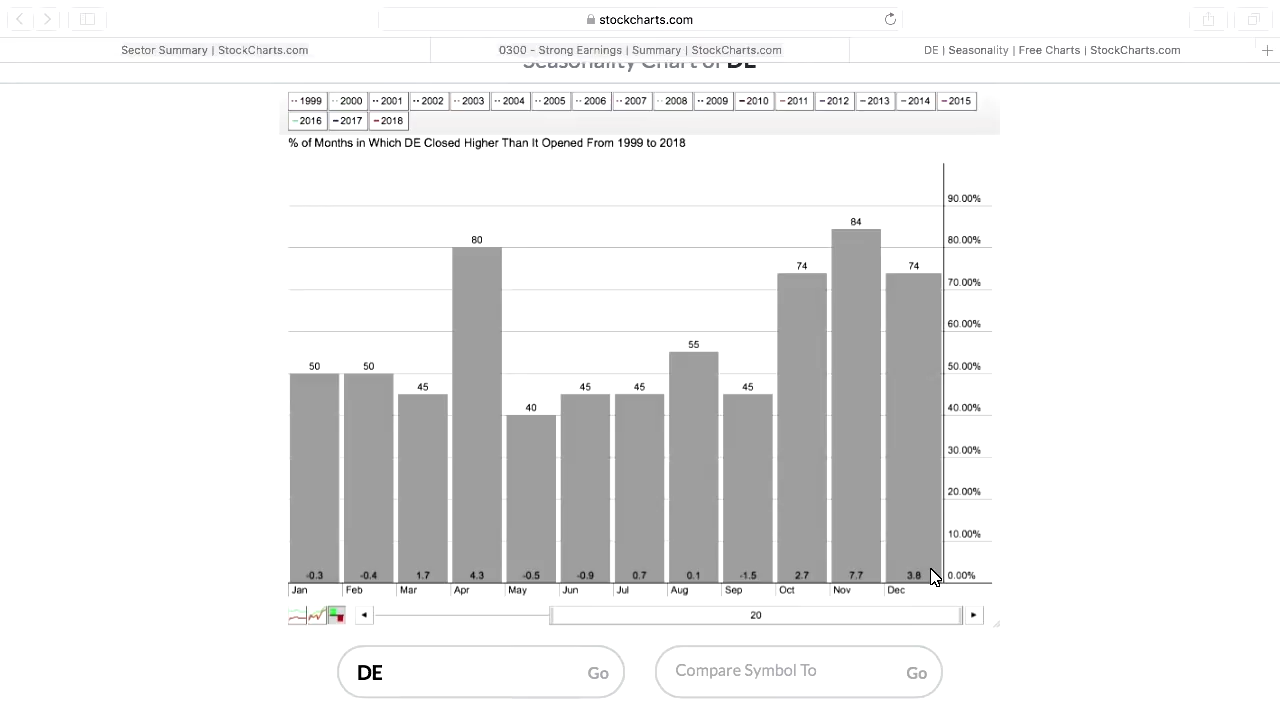 stockcharts.com
Sector Summary | StockCharts.com
0300 - Strong Earnings | Summary | StockCharts.com
DE | Seasonality | Free Charts | StockCharts.com
Seasonality Chart of DE
1999 2000 2001 2002 2003 2004 2005 2006 2007 2008 2009 2010 2011 2012 2013 2014 2015
2016 2017 2018
% of Months in Which DE Closed Higher Than It Opened From 1999 to 2018
90.00%
84
80 80.00%
74 74
70.00%
60.00%
55
50 50 50.00%
45 45 45 45
40 40.00%
30.00%
20.00%
10.00%
-0.3 -0.4 1.7 4.3 -0.5 -0.9 0.7 0.1 -1.5 2.7 7.7 3.8 0.00%
Jan Feb Mar Apr May Jun Jul Aug Sep Oct Nov Dec
20
DE Go Compare Symbol To Go